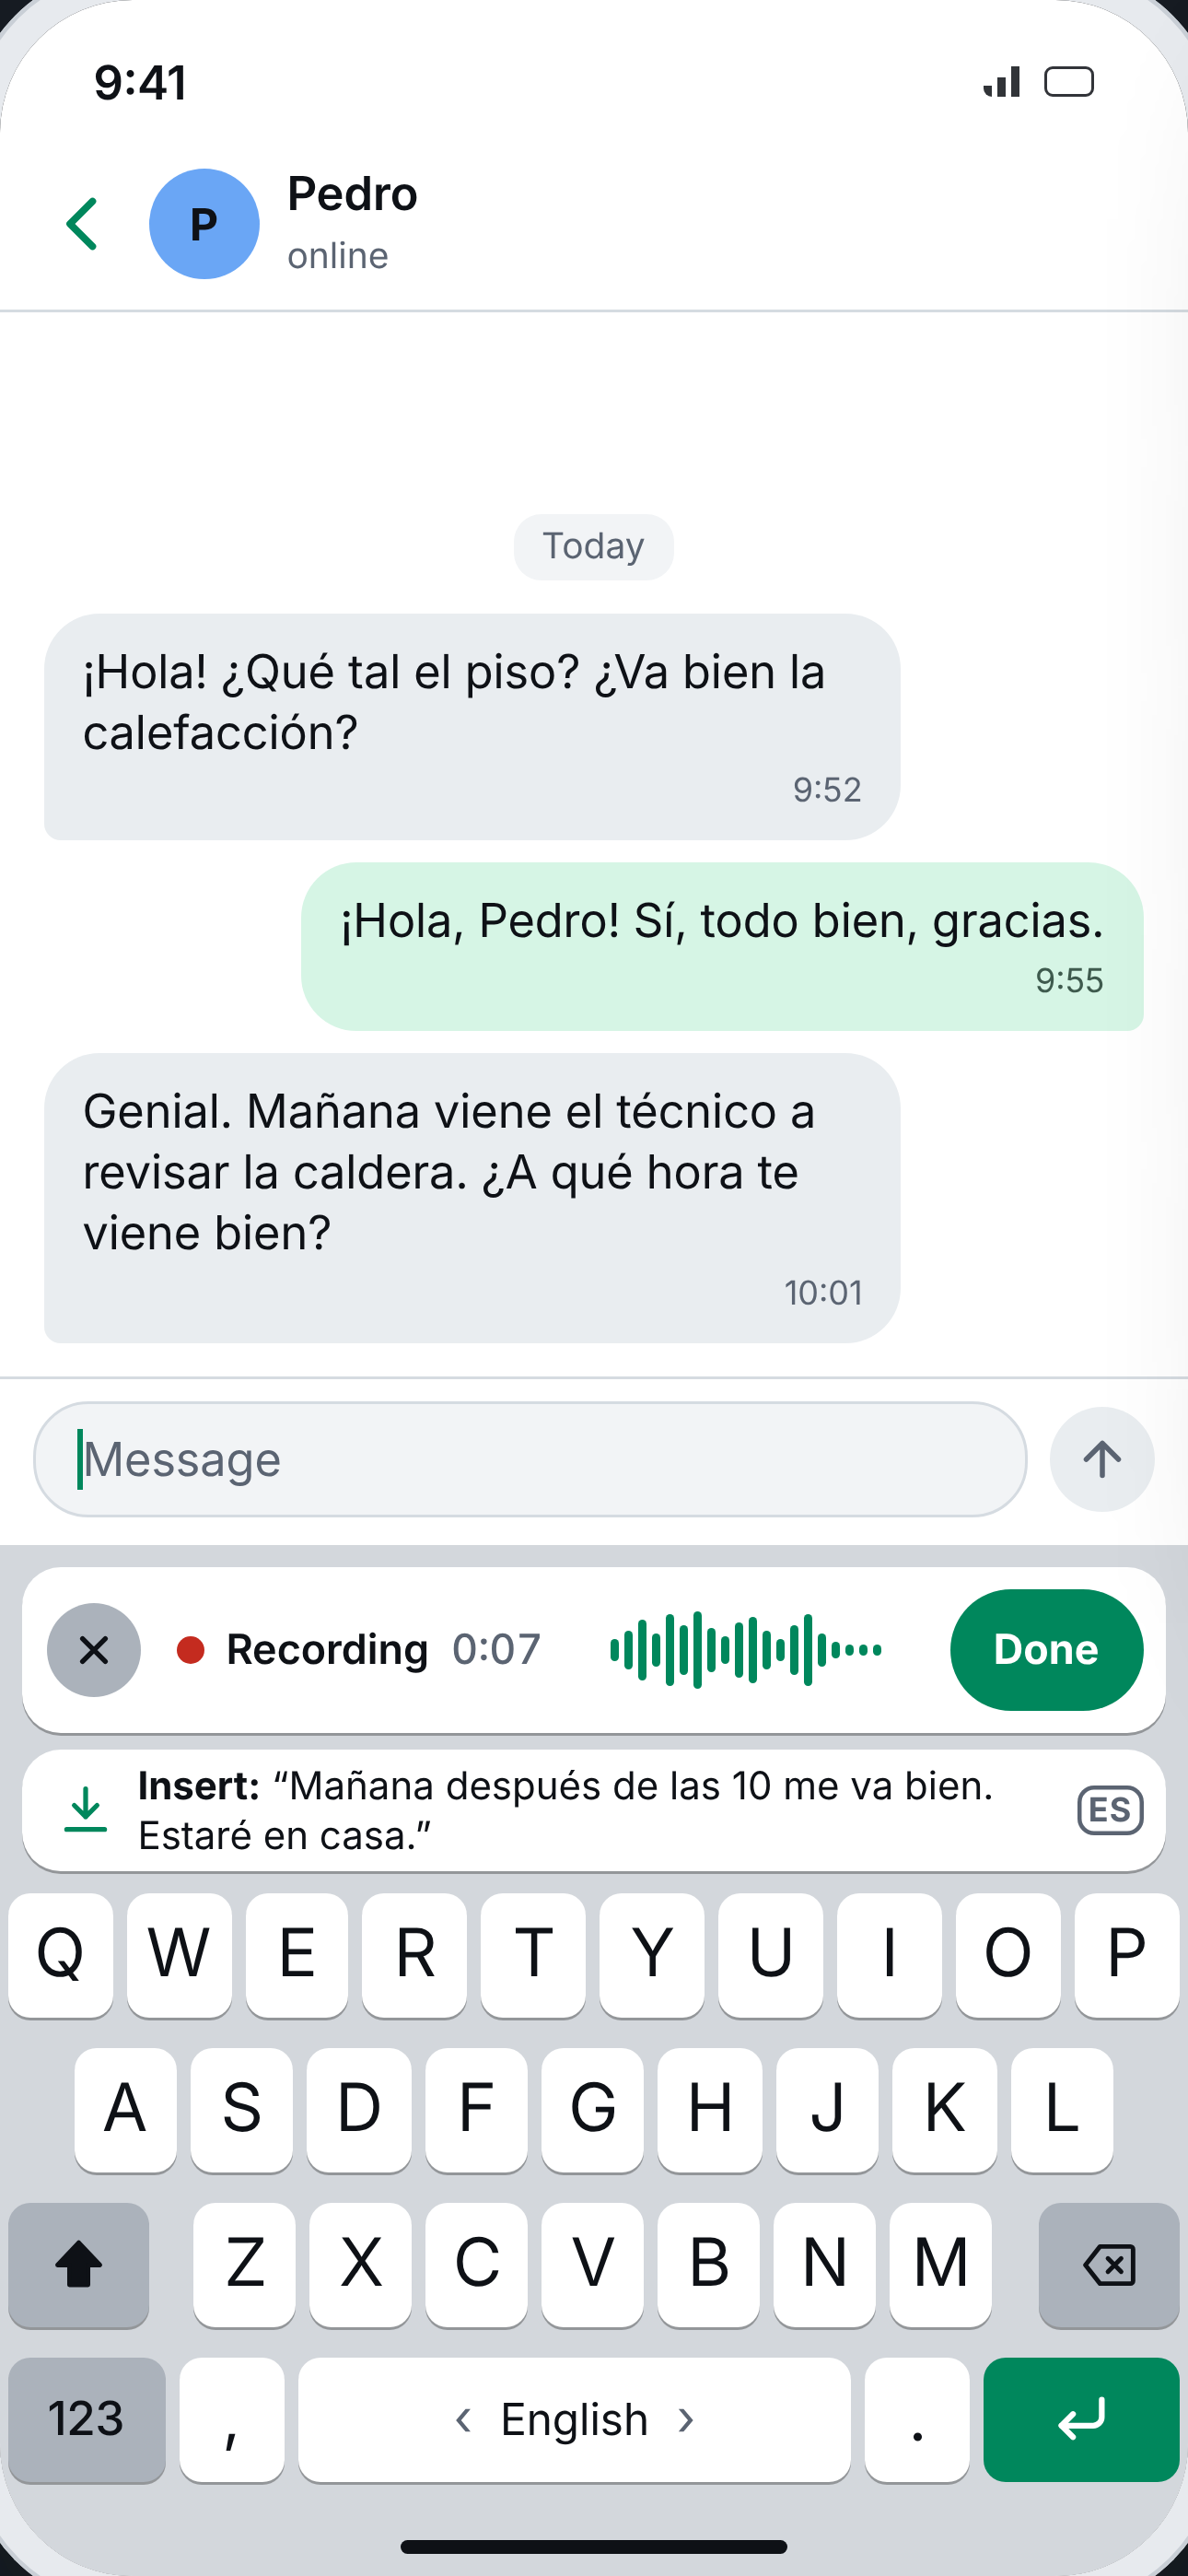 9:41
P
Pedro
online
Today
¡Hola! ¿Qué tal el piso? ¿Va bien la
calefacción?
9:52
¡Hola, Pedro! Sí, todo bien, gracias.
9:55
Genial. Mañana viene el técnico a
revisar la caldera. ¿A qué hora te
viene bien?
10:01
Message
Recording 0:07
Done
Insert: “Mañana después de las 10 me va bien.
Estaré en casa.”
ES
Q W E R T Y U I O P
A S D F G H J K L
Z X C V B N M
123 , ‹ English › .